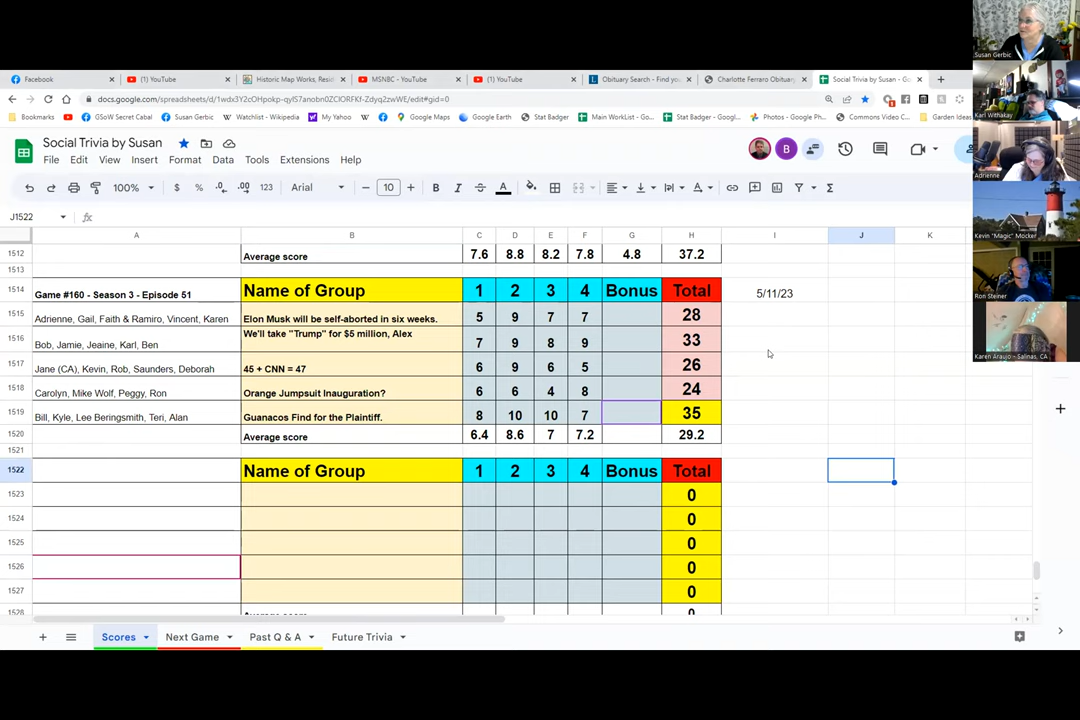 Facebook (1) YouTube Historic Map Works, Resi MSNBC - YouTube (1) YouTube Obituary Search - Find you Charlotte Ferraro Obituar Social Trivia by Susan - Go
docs.google.com/spreadsheets/d/1wdx3Y2cOHpokp-qyIS7anobn0ZCIORFKf-Zdyq2zwWE/edit#gid=0
Bookmarks GSoW Secret Cabal Susan Gerbic Watchlist - Wikipedia My Yahoo Google Maps Google Earth Stat Badger Main WorkList - Go... Stat Badger - Googl... Photos - Google Ph... Commons Video C... Garden Ideas
Social Trivia by Susan
File Edit View Insert Format Data Tools Extensions Help
B
100% $ % .0 .00 123 Arial 10 B I A
J1522 fx
A B C D E F G H I J K
1512 Average score 7.6 8.8 8.2 7.8 4.8 37.2
1513
1514 Game #160 - Season 3 - Episode 51 Name of Group 1 2 3 4 Bonus Total 5/11/23
1515 Adrienne, Gail, Faith & Ramiro, Vincent, Karen Elon Musk will be self-aborted in six weeks. 5 9 7 7 28
1516 Bob, Jamie, Jeaine, Karl, Ben We'll take "Trump" for $5 million, Alex 7 9 8 9 33
1517 Jane (CA), Kevin, Rob, Saunders, Deborah 45 + CNN = 47 6 9 6 5 26
1518 Carolyn, Mike Wolf, Peggy, Ron Orange Jumpsuit Inauguration? 6 6 4 8 24
1519 Bill, Kyle, Lee Beringsmith, Teri, Alan Guanacos Find for the Plaintiff. 8 10 10 7 35
1520 Average score 6.4 8.6 7 7.2 29.2
1521
1522 Name of Group 1 2 3 4 Bonus Total
1523 0
1524 0
1525 0
1526 0
1527 0
1528 Average score 0
Scores Next Game Past Q & A Future Trivia
Susan Gerbic
Karl Withakay
Adrienne
Kevin "Magic" Mocker
Ron Steiner
Karen Araujo - Salinas, CA